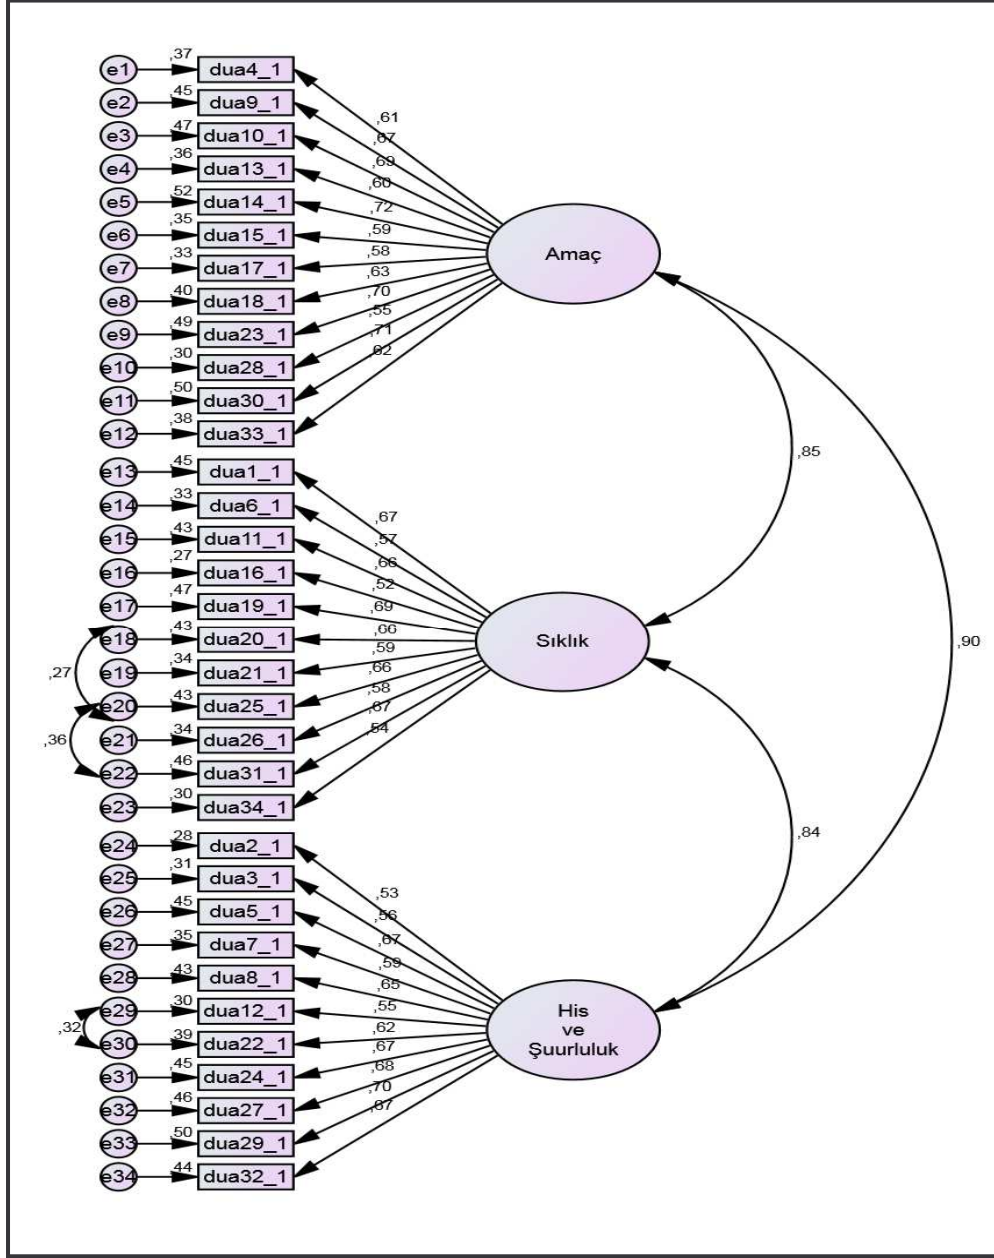 ,37
e1 dua4_1
,45
e2 dua9_1
,47
e3 dua10_1
,36
e4 dua13_1
,52
e5 dua14_1
,35
e6 dua15_1
,33
e7 dua17_1
,40
e8 dua18_1
,49
e9 dua23_1
,30
e10 dua28_1
,50
e11 dua30_1
,38
e12 dua33_1
,61
,67
,69
,60
,72
,59
,58
,63
,70
,55
,71
,62
Amaç
,85
,90
,45
e13 dua1_1
,33
e14 dua6_1
,43
e15 dua11_1
,27
e16 dua16_1
,47
e17 dua19_1
,43
e18 dua20_1
,34
e19 dua21_1
,43
e20 dua25_1
,34
e21 dua26_1
,46
e22 dua31_1
,30
e23 dua34_1
,27
,36
,67
,57
,66
,52
,69
,66
,59
,66
,58
,67
,54
Sıklık
,84
,28
e24 dua2_1
,31
e25 dua3_1
,45
e26 dua5_1
,35
e27 dua7_1
,43
e28 dua8_1
,30
e29 dua12_1
,39
e30 dua22_1
,45
e31 dua24_1
,46
e32 dua27_1
,50
e33 dua29_1
,44
e34 dua32_1
,32
,53
,56
,67
,59
,65
,55
,62
,67
,68
,70
,67
His
ve
Şuurluluk